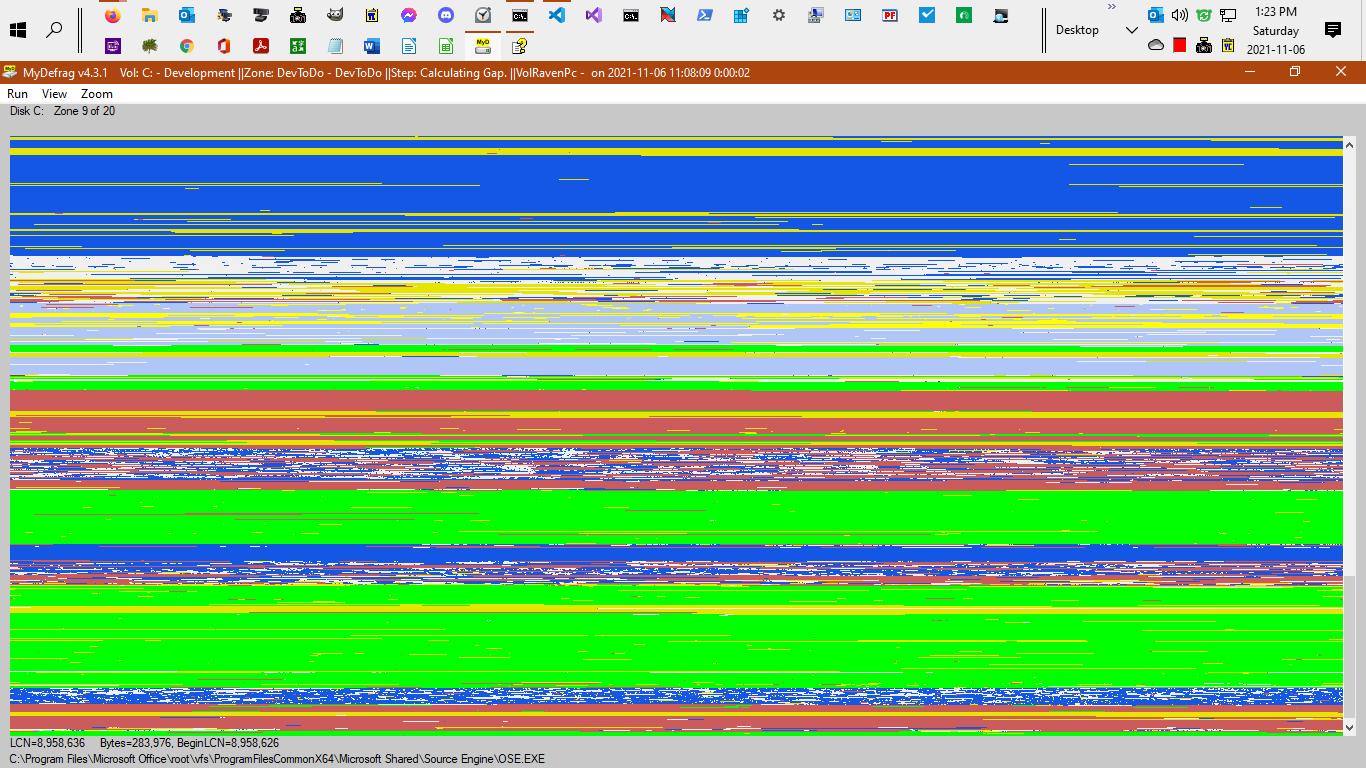 1:23 PM
Desktop
Saturday
2021-11-06
MyDefrag v4.3.1   Vol: C: - Development ||Zone: DevToDo - DevToDo ||Step: Calculating Gap. ||VolRavenPc -  on 2021-11-06 11:08:09 0:00:02
Run View Zoom
Disk C:   Zone 9 of 20
LCN=8,958,636     Bytes=283,976, BeginLCN=8,958,626
C:\Program Files\Microsoft Office\root\vfs\ProgramFilesCommonX64\Microsoft Shared\Source Engine\OSE.EXE